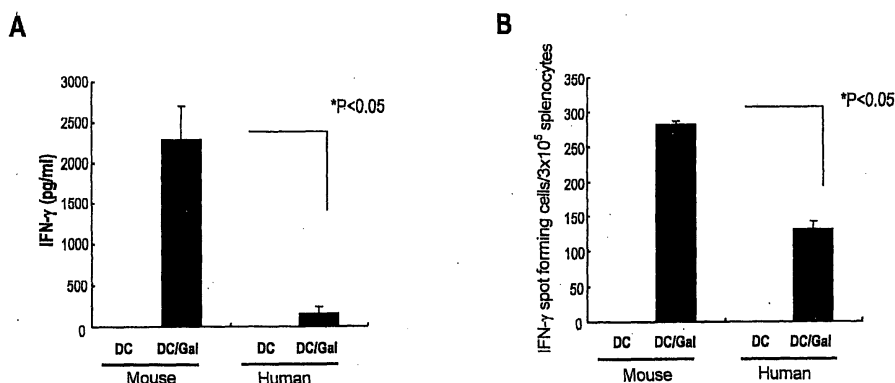 A
IFN-γ (pg/ml)
3000
2500
2000
1500
1000
500
0
*P<0.05
DC DC/Gal DC DC/Gal
Mouse Human
B
IFN-γ spot forming cells/3x10⁵ splenocytes
350
300
250
200
150
100
50
0
*P<0.05
DC DC/Gal DC DC/Gal
Mouse Human